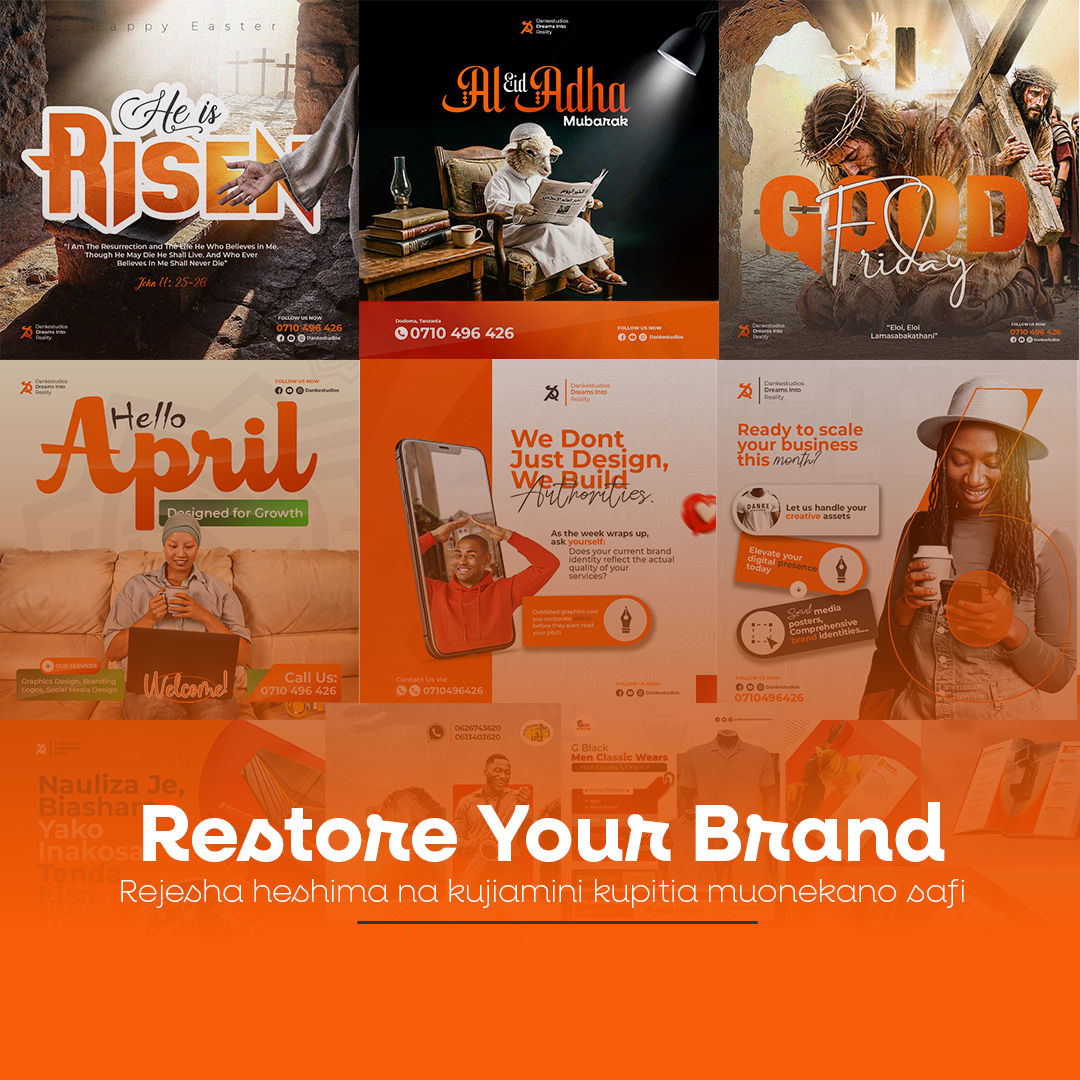 Happy Easter
He is
RISEN
"I Am The Resurrection and The Life He Who Believes in Me,
Though He May Die He Shall Live. And Who Ever
Believes In Me Shall Never Die"
John 11: 25-26
Dankestudios
Dreams Into
Reality
FOLLOW US NOW
0710 496 426
Dankestudios
Dankestudios
Dreams Into
Reality
Al Eid Adha
Mubarak
Dodoma, Tanzania
0710 496 426
FOLLOW US NOW
Dankestudios
GOOD
Friday
"Eloi, Eloi
Lamasabakathani"
Dankestudios
Dreams Into
Reality
FOLLOW US NOW
0710 496 426
Dankestudios
Dankestudios
Dreams Into
Reality
FOLLOW US NOW
Dankestudios
Hello
April
Designed for Growth
OUR SERVICES
Graphics Design, Branding
Logos, Social Media Design
Welcome!
Call Us:
0710 496 426
Dankestudios
Dreams Into
Reality
We Dont
Just Design,
We Build
Authorities.
As the week wraps up,
ask yourself:
Does your current brand
identity reflect the actual
quality of your
services?
Outdated graphics cost
you corporate
before they even read
your pitch
Contact Us via:
0710496426
FOLLOW US NOW
Dankestudios
Dankestudios
Dreams Into
Reality
Ready to scale
your business
this month?
DANKE
Let us handle your
creative assets
Elevate your
digital presence
today
Social media
posters,
Comprehensive
brand identities....
FOLLOW US NOW
Dankestudios
0710496426
6
Nauliza Je,
Biashar
Yako
Inakosa
Tenda
0626743620
0613403620
G Black
Men Classic Wears
High Quality & Original
Restore Your Brand
Rejesha heshima na kujiamini kupitia muonekano safi